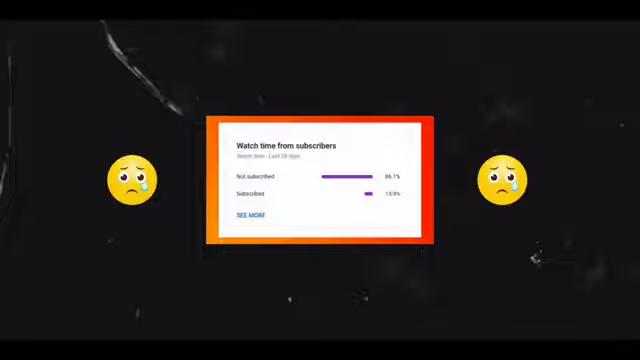 Watch time from subscribers
Watch time · Last 28 days
Not subscribed 86.1%
Subscribed 13.9%
SEE MORE